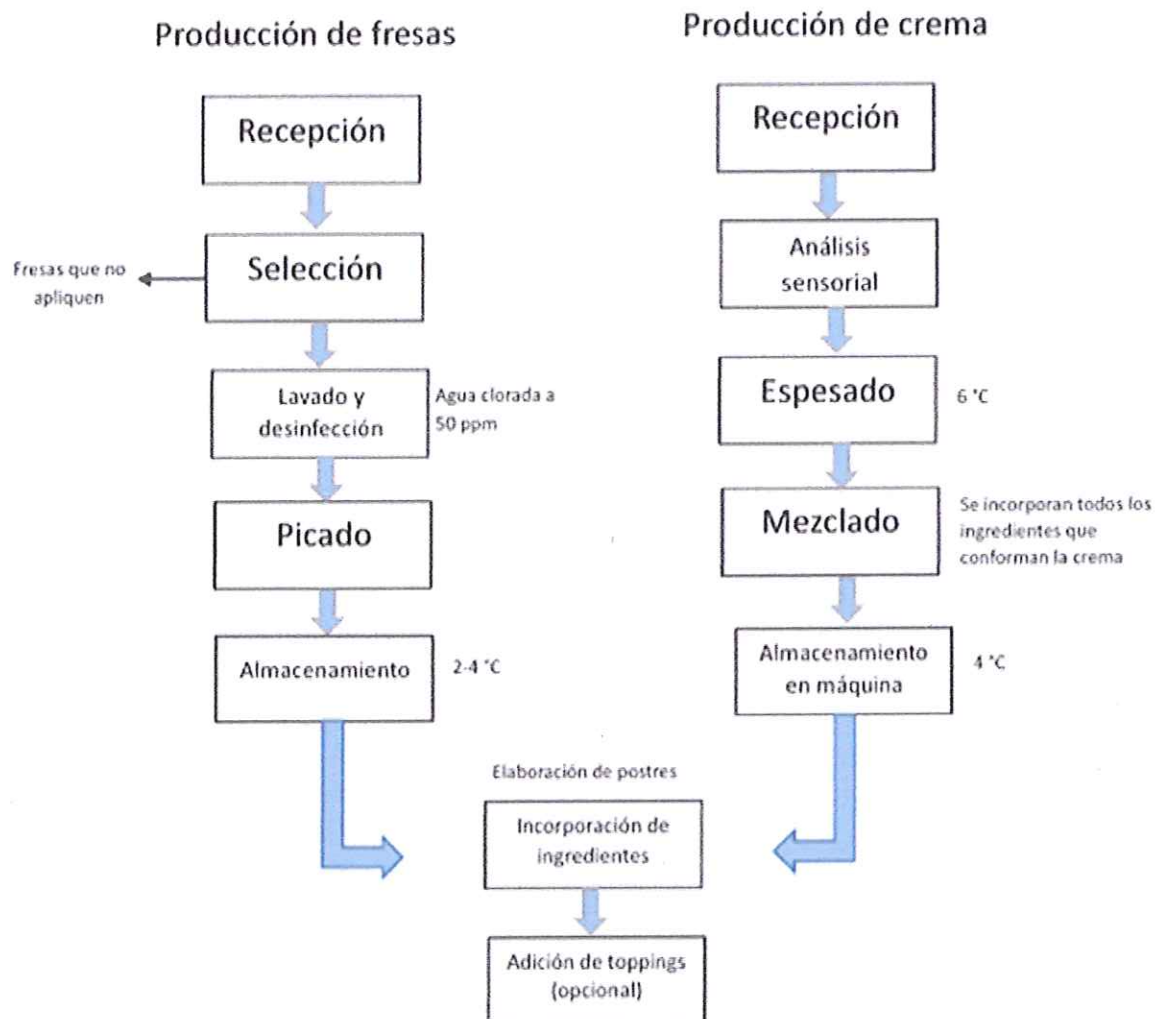 Producción de fresas
Recepción
Selección
Fresas que no
apliquen
Lavado y
desinfección
Agua clorada a
50 ppm
Picado
Almacenamiento
2-4 °C
Producción de crema
Recepción
Análisis
sensorial
Espesado
6 °C
Mezclado
Se incorporan todos los
ingredientes que
conforman la crema
Almacenamiento
en máquina
4 °C
Elaboración de postres
Incorporación de
ingredientes
Adición de toppings
(opcional)